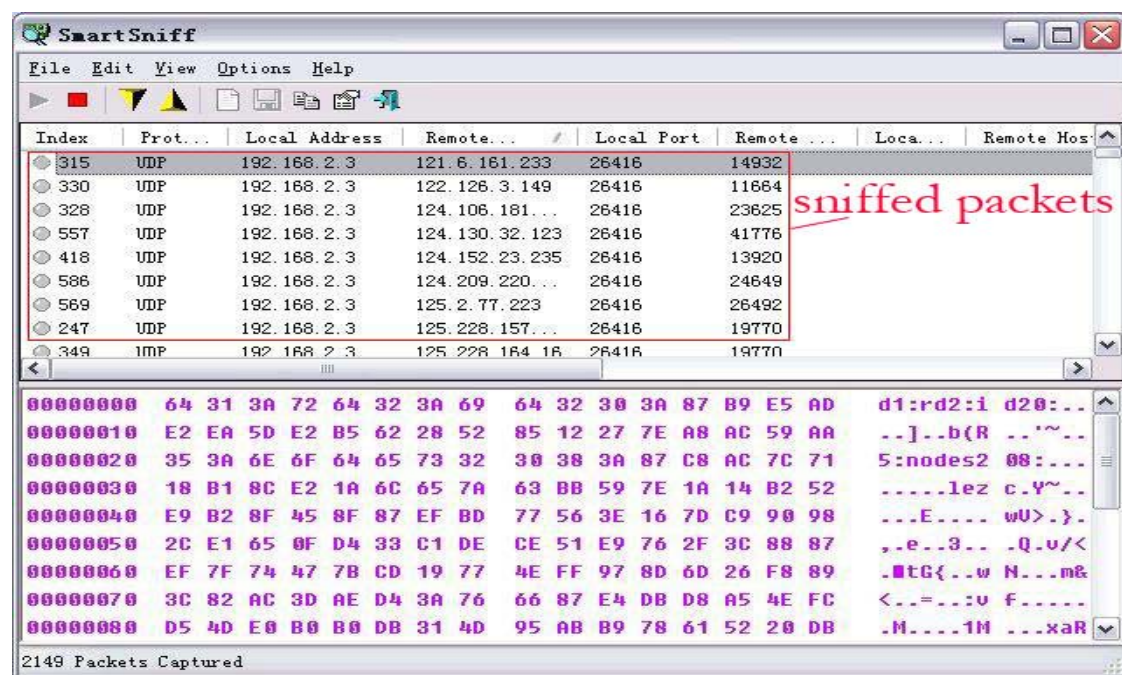 SmartSniff
File Edit View Options Help
Index Prot... Local Address Remote... / Local Port Remote ... Loca... Remote Hos
315 UDP 192.168.2.3 121.6.161.233 26416 14932
330 UDP 192.168.2.3 122.126.3.149 26416 11664
328 UDP 192.168.2.3 124.106.181... 26416 23625
557 UDP 192.168.2.3 124.130.32.123 26416 41776
418 UDP 192.168.2.3 124.152.23.235 26416 13920
586 UDP 192.168.2.3 124.209.220... 26416 24649
569 UDP 192.168.2.3 125.2.77.223 26416 26492
247 UDP 192.168.2.3 125.228.157... 26416 19770
349 UDP 192.168.2.3 125.228.164.16 26416 19770
sniffed packets
00000000 64 31 3A 72 64 32 3A 69 64 32 30 3A 87 B9 E5 AD d1:rd2:i d20:..
00000010 E2 EA 5D E2 B5 62 28 52 85 12 27 7E A8 AC 59 AA ..]..b(R ..'~..
00000020 35 3A 6E 6F 64 65 73 32 30 38 3A 87 C8 AC 7C 71 5:nodes2 08:...
00000030 18 B1 8C E2 1A 6C 65 7A 63 BB 59 7E 1A 14 B2 52 .....lez c.Y~..
00000040 E9 B2 8F 45 8F 87 EF BD 77 56 3E 16 7D C9 90 98 ...E.... wV>.}.
00000050 2C E1 65 0F D4 33 C1 DE CE 51 E9 76 2F 3C 88 87 ,.e..3.. .Q.v/<
00000060 EF 7F 74 47 7B CD 19 77 4E FF 97 8D 6D 26 F8 89 .■tG{..w N...m&
00000070 3C 82 AC 3D AE D4 3A 76 66 87 E4 DB D8 A5 4E FC <..=..:v f.....
00000080 D5 4D E0 B0 B0 DB 31 4D 95 AB B9 78 61 52 20 DB .M....1M ...xaR
2149 Packets Captured